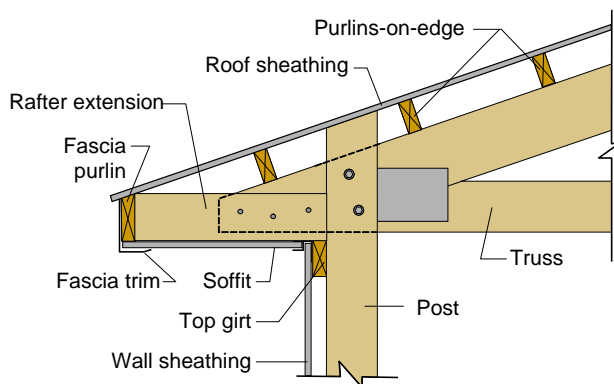 Purlins-on-edge
Roof sheathing
Rafter extension
Fascia
purlin
Fascia trim
Soffit
Truss
Top girt
Post
Wall sheathing